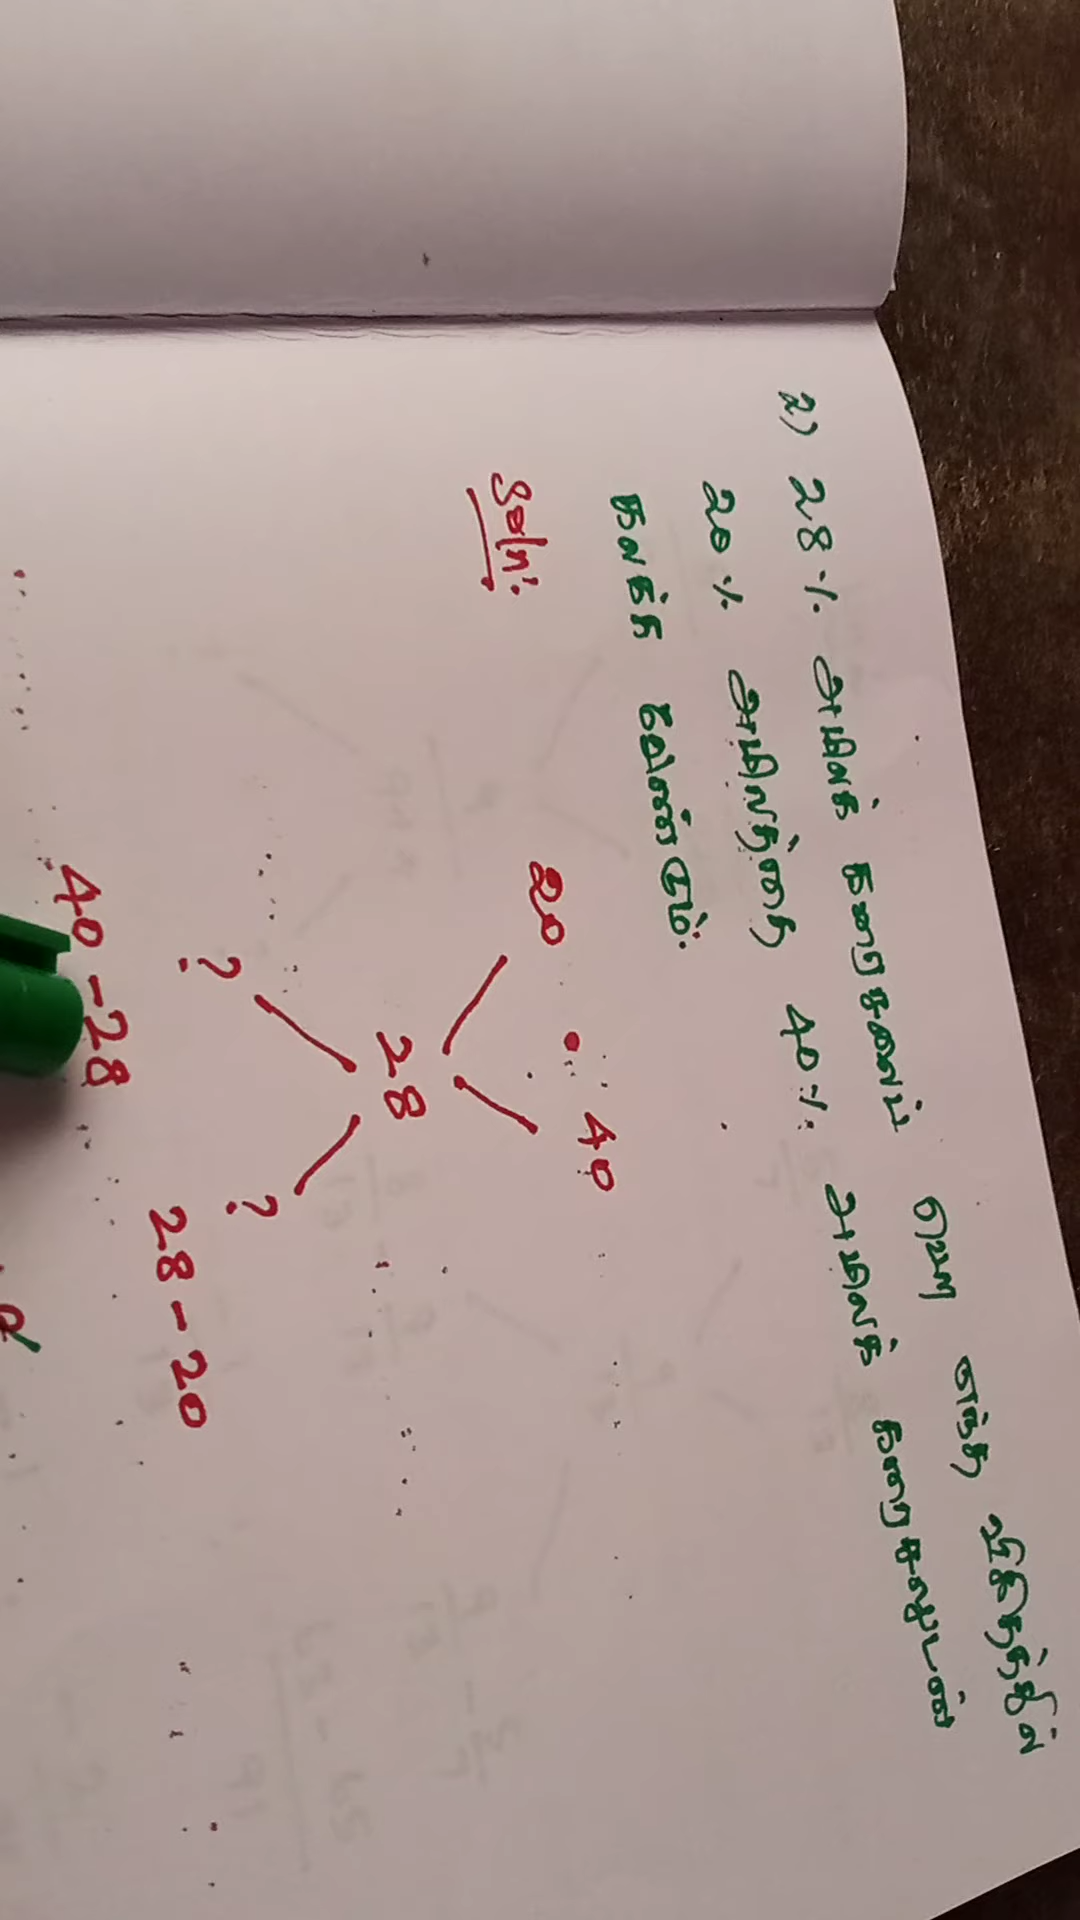 2) 28% அமிலக் கரைசலைப் பெற எந்த விகிதத்தில்
20% அமிலத்தை 40% அமிலக் கரைசலுடன்
கலக்க வேண்டும்.
Soln:
20 40
28
? ?
40 - 28 28 - 20